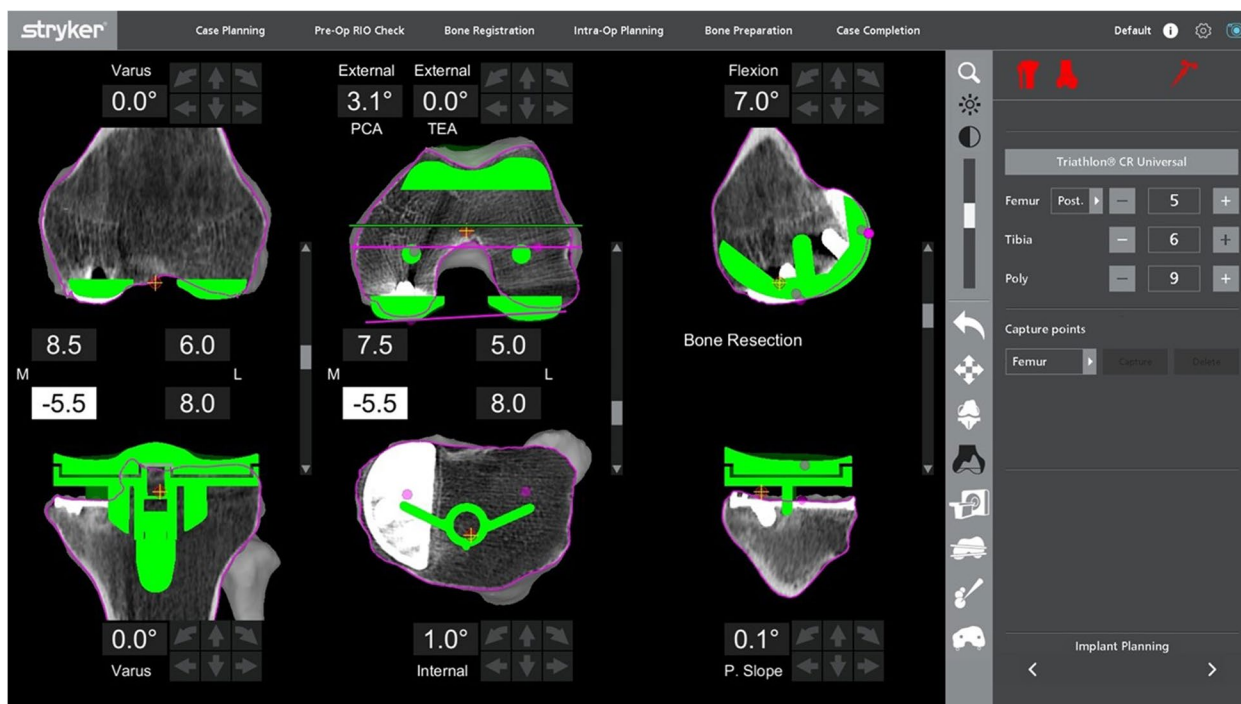 stryker®
Case Planning Pre-Op RIO Check Bone Registration Intra-Op Planning Bone Preparation Case Completion Default i
Varus
0.0°
External External
3.1° 0.0°
PCA TEA
Flexion
7.0°
Triathlon® CR Universal
Femur Post. − 5 +
Tibia − 6 +
Poly − 9 +
8.5 6.0
M L
-5.5 8.0
7.5 5.0
M L
-5.5 8.0
Bone Resection
Capture points
Femur Capture Delete
0.0°
Varus
1.0°
Internal
0.1°
P. Slope
Implant Planning